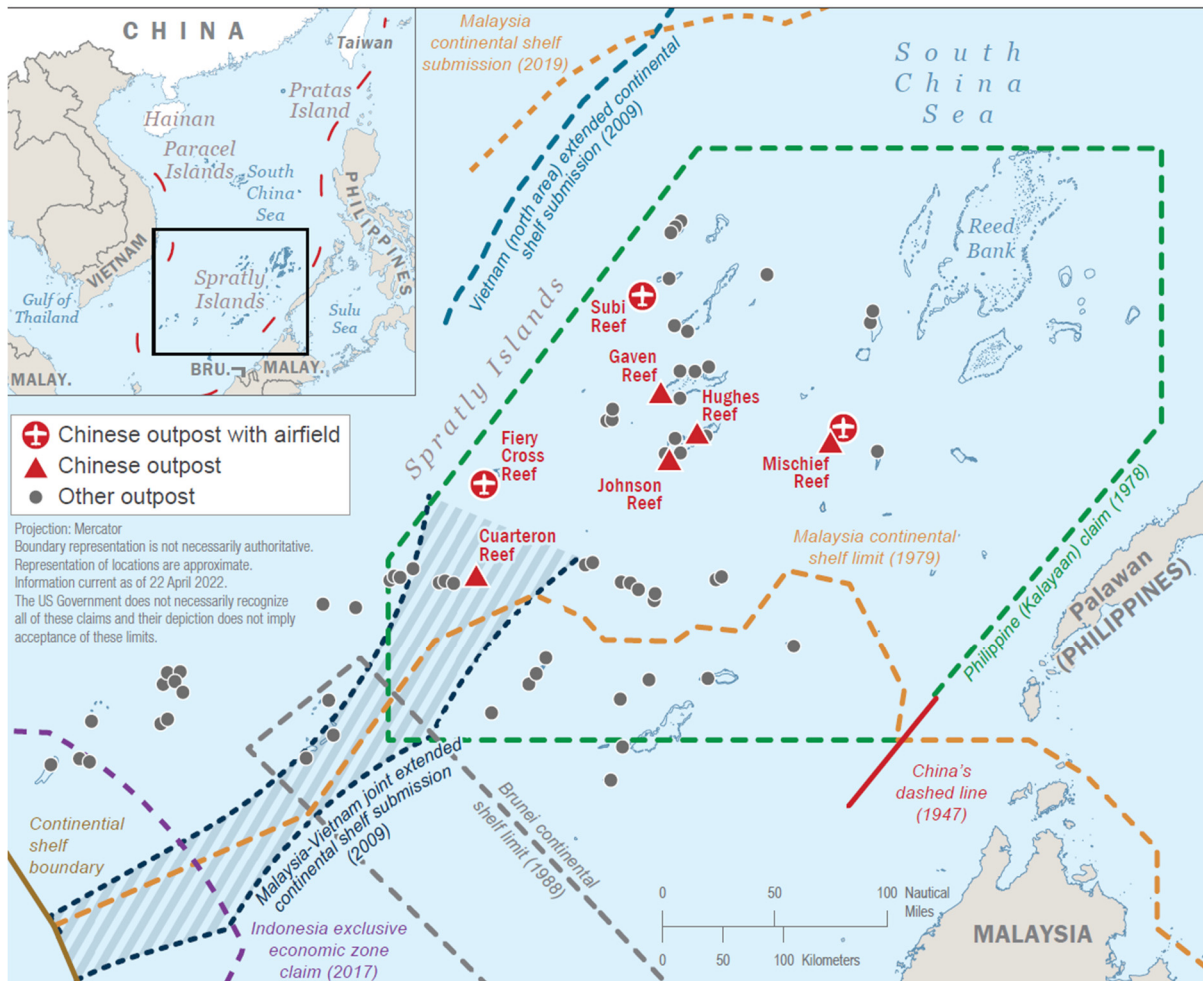 CHINA
Taiwan
Pratas
Island
Hainan
Paracel
Islands
South
China
Sea
PHILIPPINES
VIETNAM
Spratly
Islands
Gulf of
Thailand
Sulu
Sea
BRU.
MALAY.
MALAY.
Chinese outpost with airfield
Chinese outpost
Other outpost
Projection: Mercator
Boundary representation is not necessarily authoritative.
Representation of locations are approximate.
Information current as of 22 April 2022.
The US Government does not necessarily recognize
all of these claims and their depiction does not imply
acceptance of these limits.
Malaysia
continental shelf
submission (2019)
Vietnam (north area) extended continental
shelf submission (2009)
South
China
Sea
Reed
Bank
Spratly Islands
Subi
Reef
Gaven
Reef
Hughes
Reef
Fiery
Cross
Reef
Johnson
Reef
Mischief
Reef
Cuarteron
Reef
Malaysia continental
shelf limit (1979)
Philippine (Kalayaan) claim (1978)
Palawan
(PHILIPPINES)
China's
dashed line
(1947)
Continential
shelf
boundary
Malaysia-Vietnam joint extended
continental shelf submission
(2009)
Brunei continental
shelf limit (1988)
Indonesia exclusive
economic zone
claim (2017)
0 50 100 Nautical
Miles
0 50 100 Kilometers
MALAYSIA